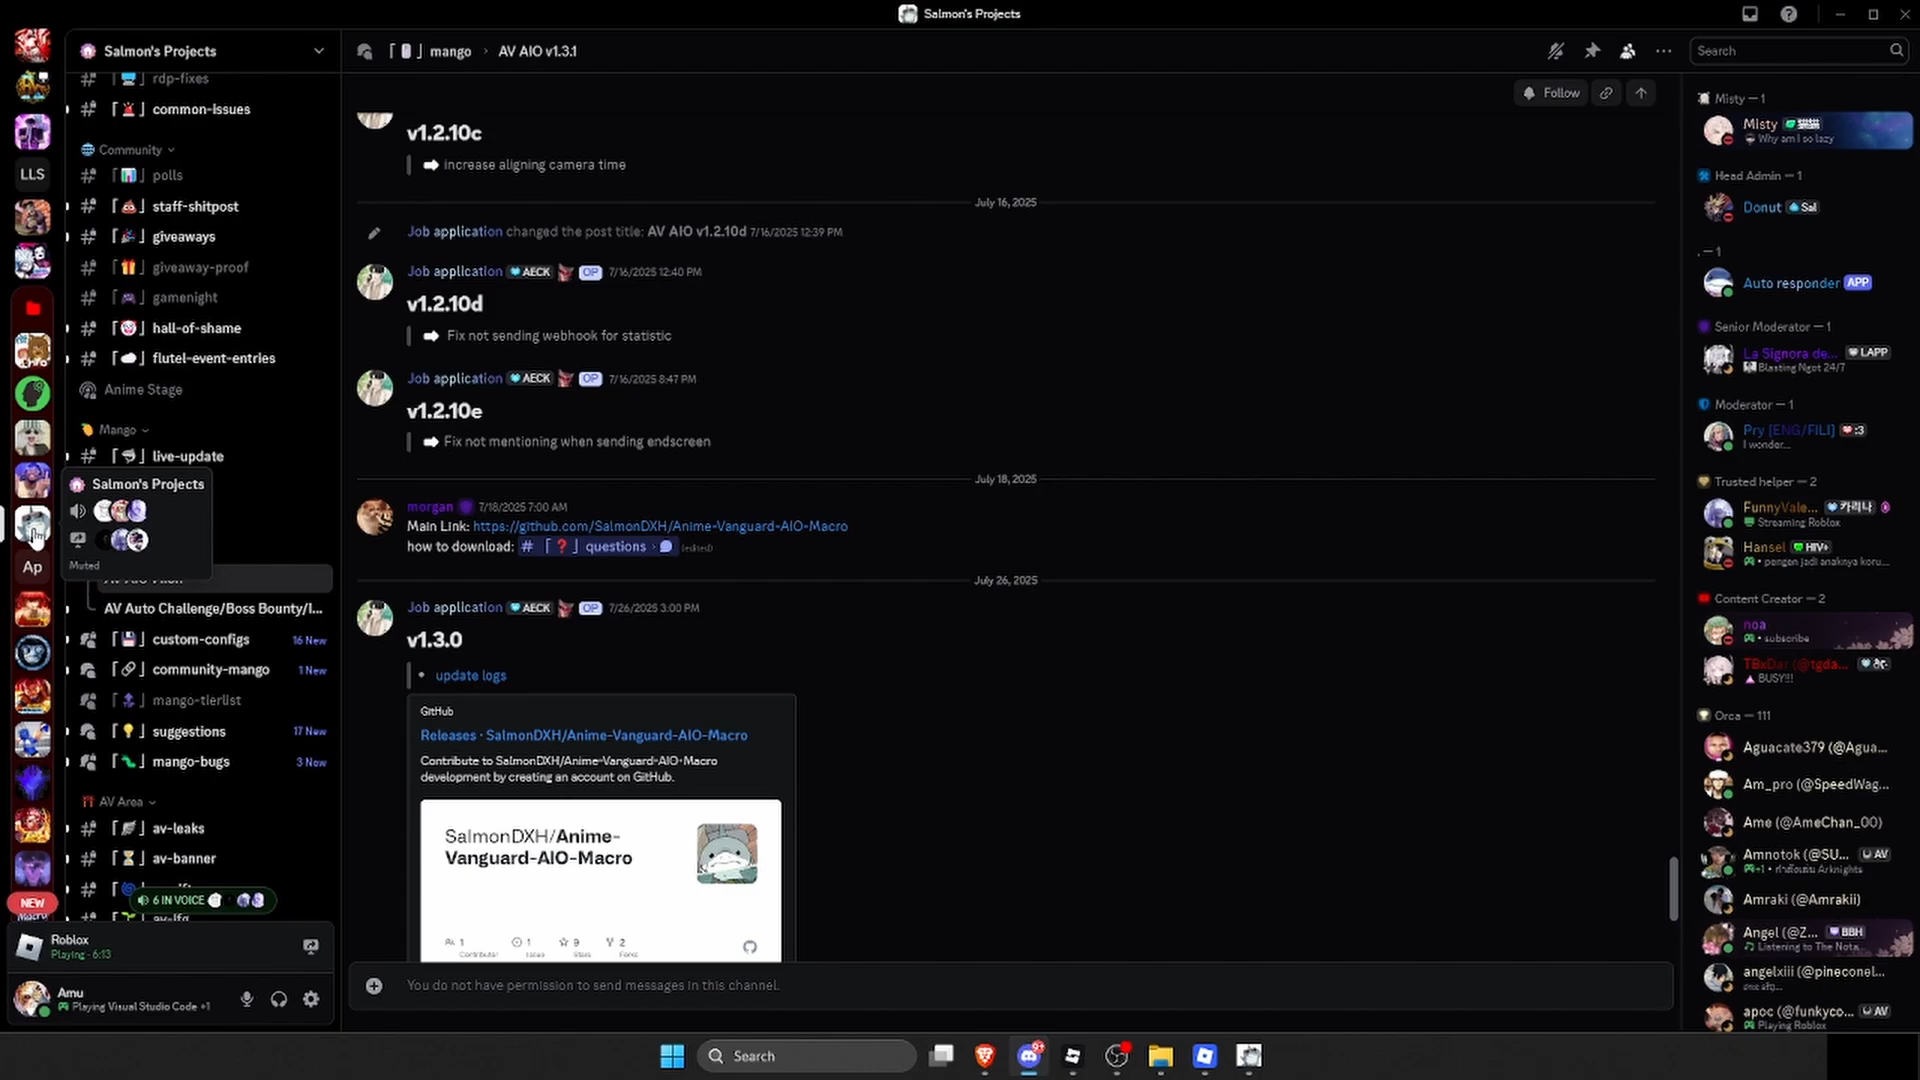 Salmon's Projects
LLS
Ap
NEW
Salmon's Projects
rdp-fixes
common-issues
Community
polls
staff-shitpost
giveaways
giveaway-proof
gamenight
hall-of-shame
flutel-event-entries
Anime Stage
Mango
live-update
Salmon's Projects
Muted
AV Auto Challenge/Boss Bounty/I...
custom-configs 16 New
community-mango 1 New
mango-tierlist
suggestions 17 New
mango-bugs 3 New
AV Area
av-leaks
av-banner
6 IN VOICE
av-lfg
Roblox
Playing - 6:13
Amu
Playing Visual Studio Code +1
「 」 mango › AV AIO v1.3.1
Search
Follow
v1.2.10c
increase aligning camera time
July 16, 2025
Job application changed the post title: AV AIO v1.2.10d 7/16/2025 12:39 PM
Job application AECK OP 7/16/2025 12:40 PM
v1.2.10d
Fix not sending webhook for statistic
Job application AECK OP 7/16/2025 8:47 PM
v1.2.10e
Fix not mentioning when sending endscreen
July 18, 2025
morgan 7/18/2025 7:00 AM
Main Link: https://github.com/SalmonDXH/Anime-Vanguard-AIO-Macro
how to download: # 「❓」 questions › (edited)
July 26, 2025
Job application AECK OP 7/26/2025 3:00 PM
v1.3.0
• update logs
GitHub
Releases · SalmonDXH/Anime-Vanguard-AIO-Macro
Contribute to SalmonDXH/Anime-Vanguard-AIO-Macro
development by creating an account on GitHub.
SalmonDXH/Anime-
Vanguard-AIO-Macro
1 1 9 2
Contributor Issue Stars Forks
You do not have permission to send messages in this channel.
Misty — 1
Misty
Why am I so lazy
Head Admin — 1
Donut Sal
. — 1
Auto responder APP
Senior Moderator — 1
La Signora de... LAPP
Blasting Ngot 24/7
Moderator — 1
Pry [ENG/FILI] :3
I wonder...
Trusted helper — 2
FunnyVale... 카리나
Streaming Roblox
Hansel HIV+
• pengen jadi anaknya koru...
Content Creator — 2
noa
• subscribe
TBxDar (@tgda...
BUSY!!!
Orca — 111
Aguacate379 (@Agua...
Am_pro (@SpeedWag...
Ame (@AmeChan_00)
Amnotok (@SU... AV
Amraki (@Amrakii)
Angel (@Z... BBH
Listening to The Nota...
angelxiii (@pineconel...
apoc (@funkyco... AV
Playing Roblox
Search